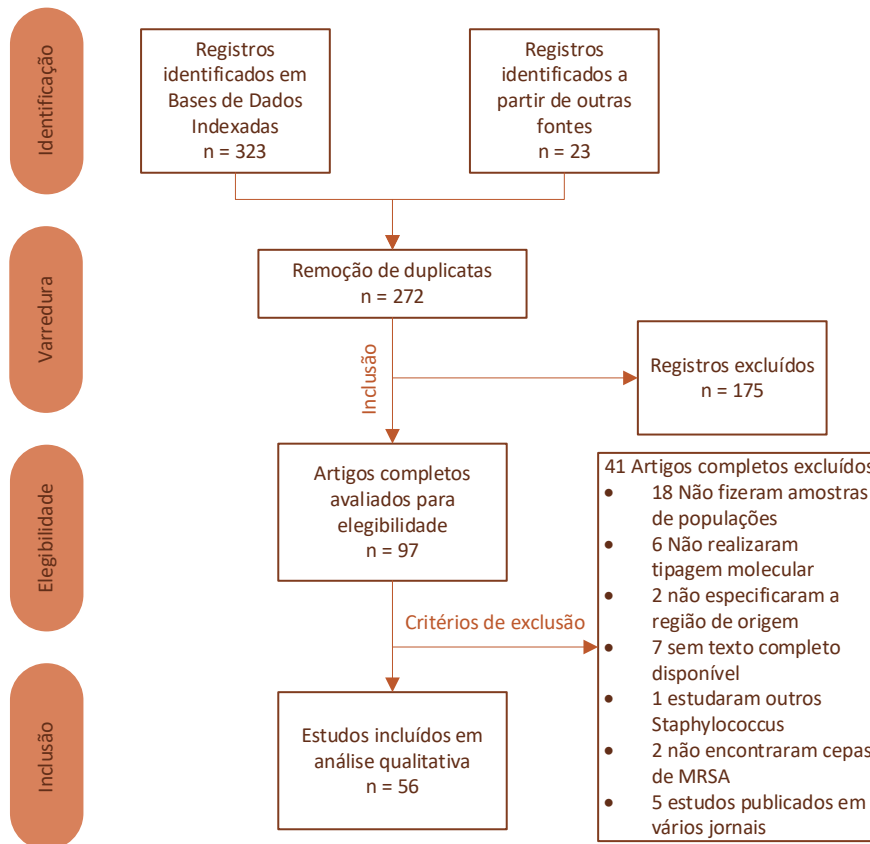 Identificação
Registros
identificados em
Bases de Dados
Indexadas
n = 323
Registros
identificados a
partir de outras
fontes
n = 23
Varredura
Remoção de duplicatas
n = 272
Inclusão
Registros excluídos
n = 175
Elegibilidade
Artigos completos
avaliados para
elegibilidade
n = 97
Critérios de exclusão
41 Artigos completos excluídos
• 18 Não fizeram amostras
de populações
• 6 Não realizaram
tipagem molecular
• 2 não especificaram a
região de origem
• 7 sem texto completo
disponível
• 1 estudaram outros
Staphylococcus
• 2 não encontraram cepas
de MRSA
• 5 estudos publicados em
vários jornais
Inclusão
Estudos incluídos em
análise qualitativa
n = 56